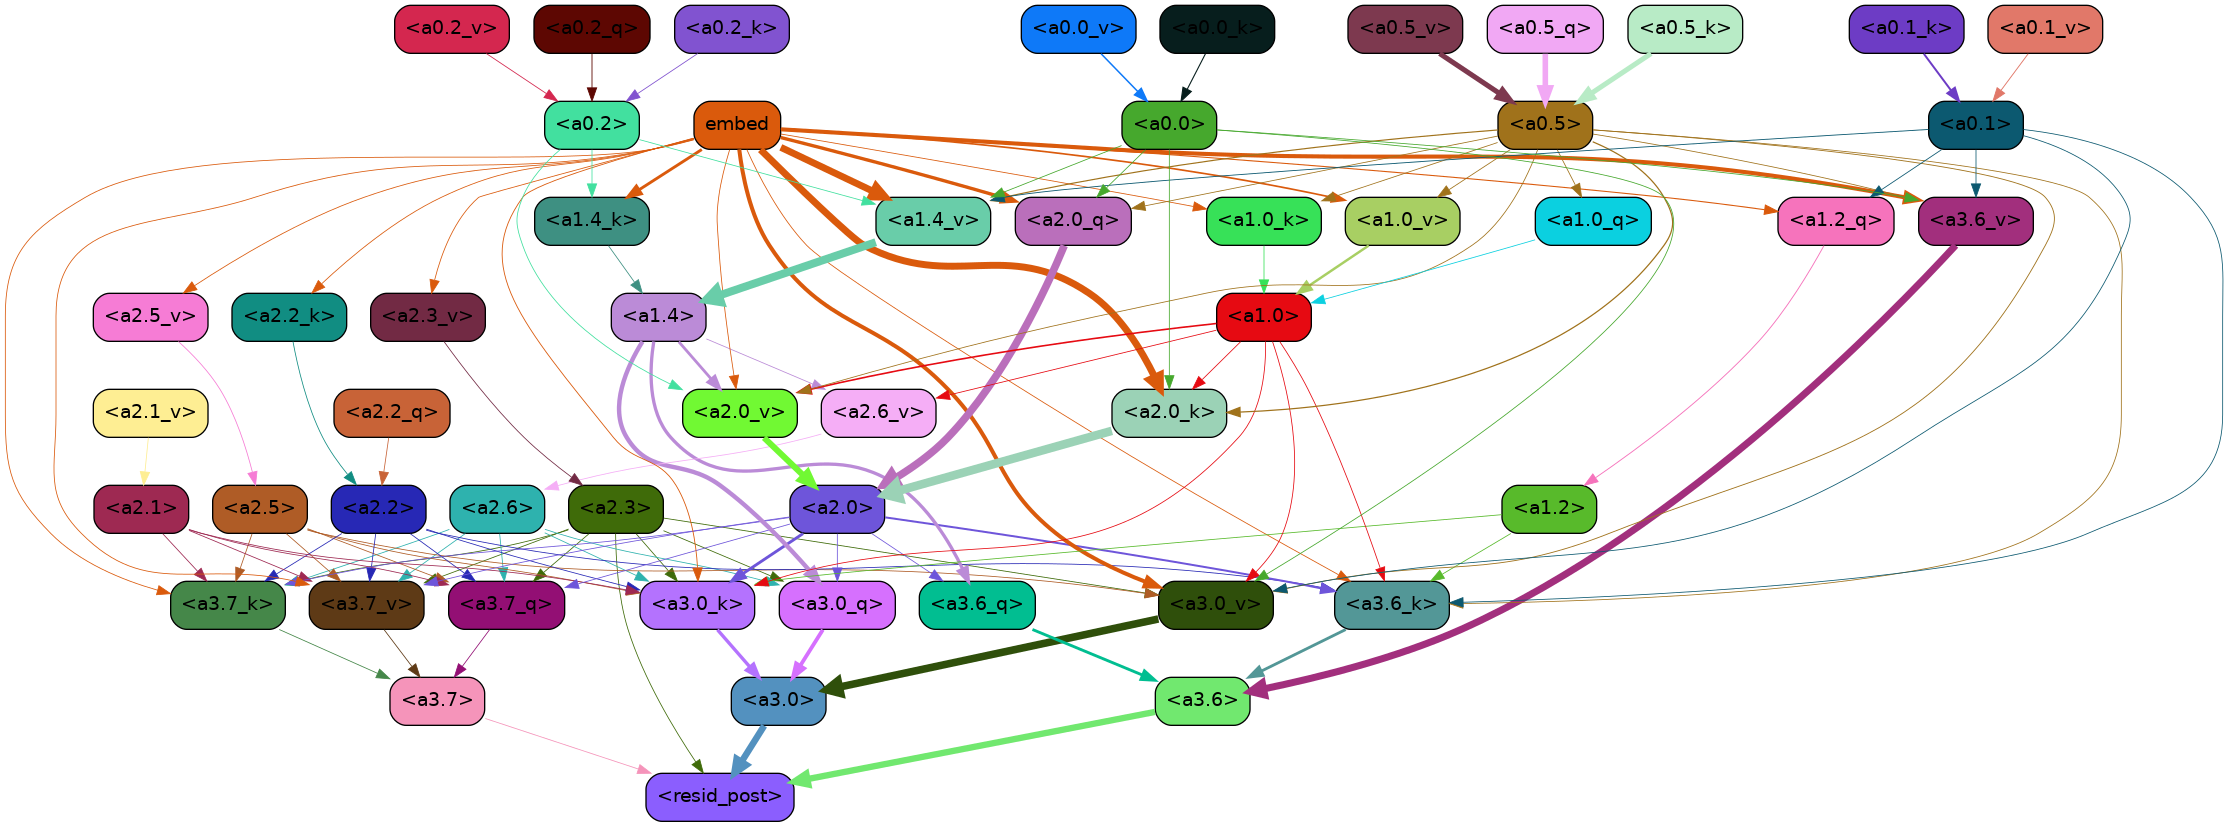 <a0.2_v> <a0.2_q> <a0.2_k> <a0.0_v> <a0.0_k> <a0.5_v> <a0.5_q> <a0.5_k> <a0.1_k> <a0.1_v>
<a0.2> embed <a0.0> <a0.5> <a0.1>
<a1.4_k> <a1.4_v> <a2.0_q> <a1.0_k> <a1.0_v> <a1.0_q> <a1.2_q> <a3.6_v>
<a2.5_v> <a2.2_k> <a2.3_v> <a1.4> <a1.0>
<a2.1_v> <a2.2_q> <a2.0_v> <a2.6_v> <a2.0_k>
<a2.1> <a2.5> <a2.2> <a2.6> <a2.3> <a2.0> <a1.2>
<a3.7_k> <a3.7_v> <a3.7_q> <a3.0_k> <a3.0_q> <a3.6_q> <a3.0_v> <a3.6_k>
<a3.7> <a3.0> <a3.6>
<resid_post>